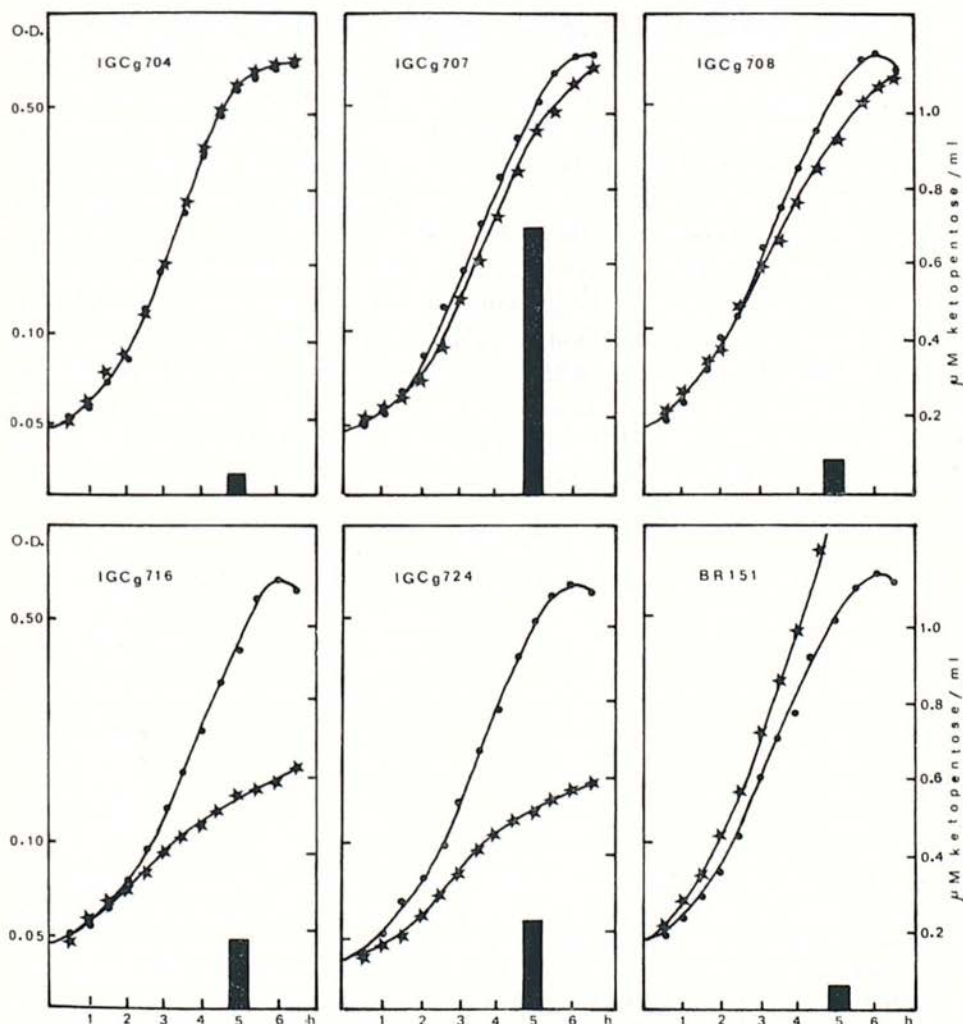 O.D.
IGCg704
0.50
0.10
0.05
IGCg707
IGCg708
1.0
0.8
0.6
0.4
0.2
µM ketopentose/ml
O.D.
IGCg716
0.50
0.10
0.05
1 2 3 4 5 6 h
IGCg724
1 2 3 4 5 6 h
BR151
1.0
0.8
0.6
0.4
0.2
µM ketopentose/ml
1 2 3 4 5 6 h